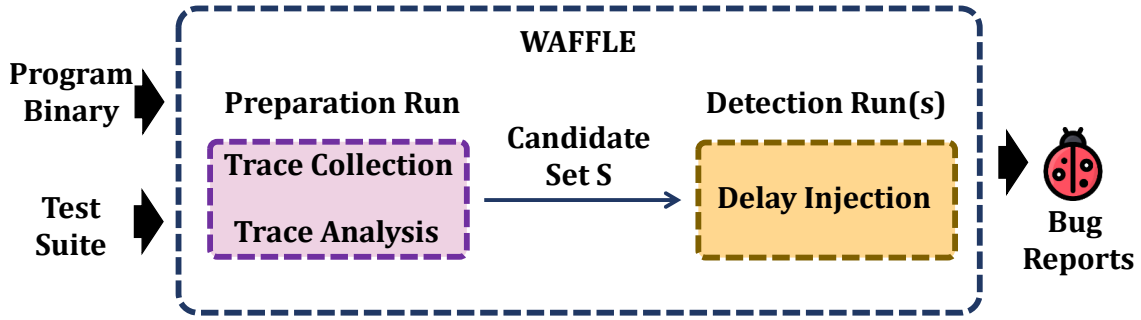 WAFFLE
Program
Binary
Test
Suite
Preparation Run
Trace Collection
Trace Analysis
Candidate
Set S
Detection Run(s)
Delay Injection
Bug
Reports